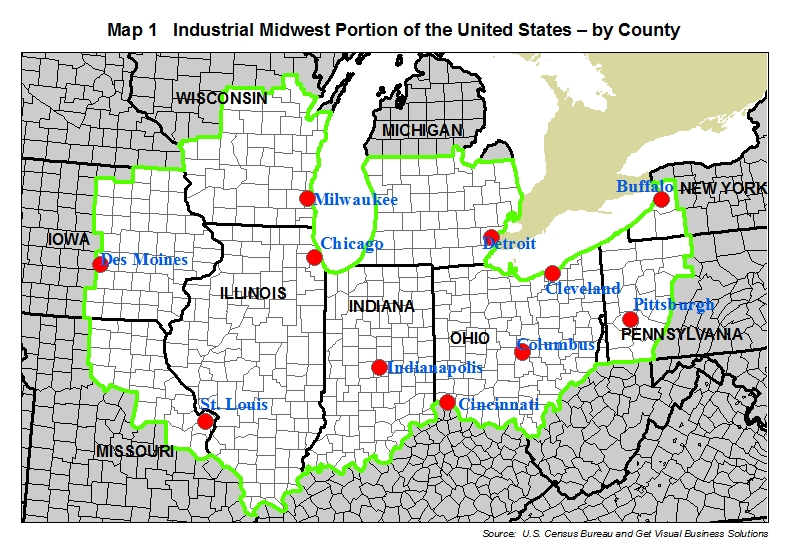 Map 1 Industrial Midwest Portion of the United States – by County
WISCONSIN
MICHIGAN
Buffalo
NEW YORK
Milwaukee
IOWA
Chicago
Detroit
Des Moines
Cleveland
ILLINOIS
INDIANA
Pittsburgh
OHIO
Columbus
PENNSYLVANIA
Indianapolis
St. Louis
Cincinnati
MISSOURI
Source: U.S. Census Bureau and Get Visual Business Solutions